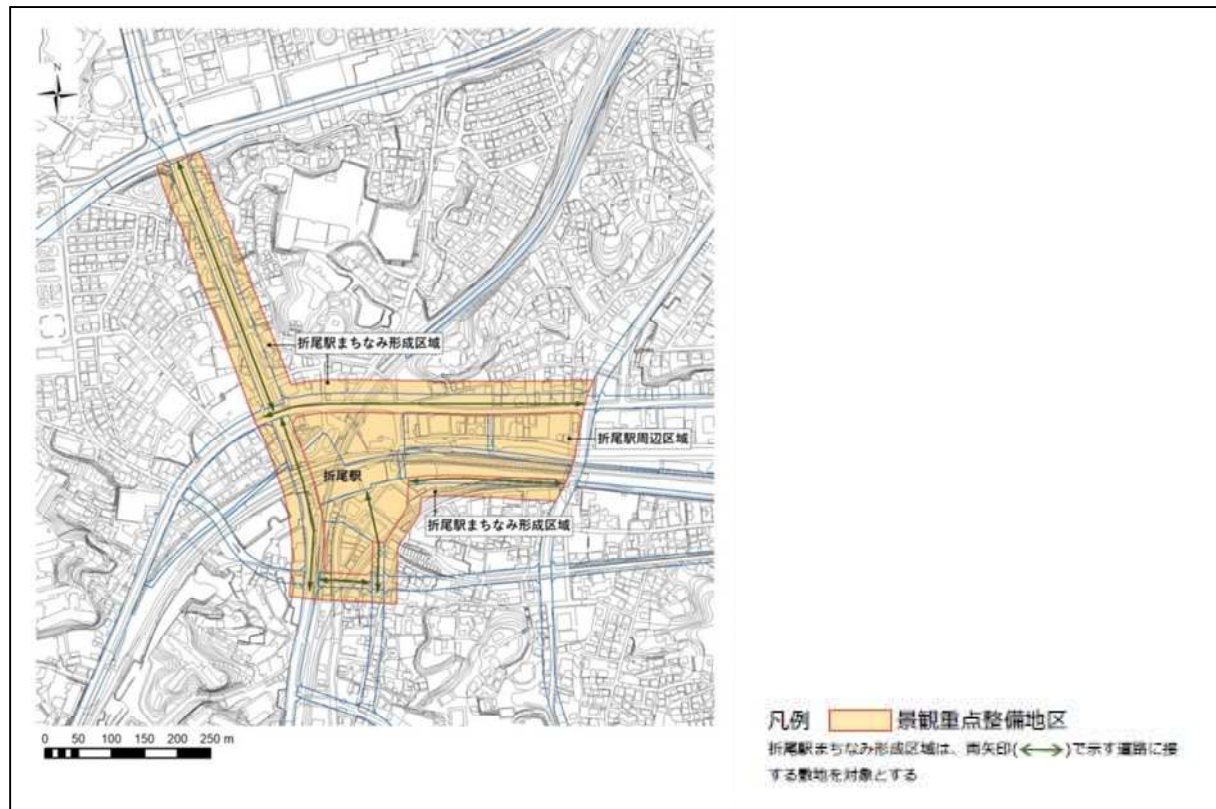 N
折尾駅まちなみ形成区域
折尾駅周辺区域
折尾駅
折尾駅まちなみ形成区域
0 50 100 150 200 250 m
凡例 景観重点整備地区
折尾駅まちなみ形成区域は、両矢印(⟷)で示す道路に接
する敷地を対象とする